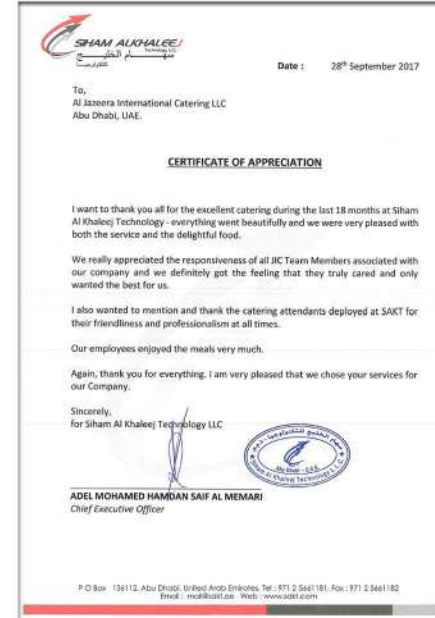 SIHAM ALKHALEEJ
Technology LLC
سهام الخليج
Date : 28th September 2017
To,
Al Jazeera International Catering LLC
Abu Dhabi, UAE.
CERTIFICATE OF APPRECIATION
I want to thank you all for the excellent catering during the last 18 months at Siham
Al Khaleej Technology - everything went beautifully and we were very pleased with
both the service and the delightful food.
We really appreciated the responsiveness of all JIC Team Members associated with
our company and we definitely got the feeling that they truly cared and only
wanted the best for us.
I also wanted to mention and thank the catering attendants deployed at SAKT for
their friendliness and professionalism at all times.
Our employees enjoyed the meals very much.
Again, thank you for everything. I am very pleased that we chose your services for
our Company.
Sincerely,
for Siham Al Khaleej Technology LLC
Abu Dhabi - U.A.E.
Siham Al Khaleej Technology L.L.C.
ADEL MOHAMED HAMDAN SAIF AL MEMARI
Chief Executive Officer
P O Box 136112, Abu Dhabi, United Arab Emirates, Tel : 971 2 5661181, Fax : 971 2 5661182
Email : Web : www.sakt.com